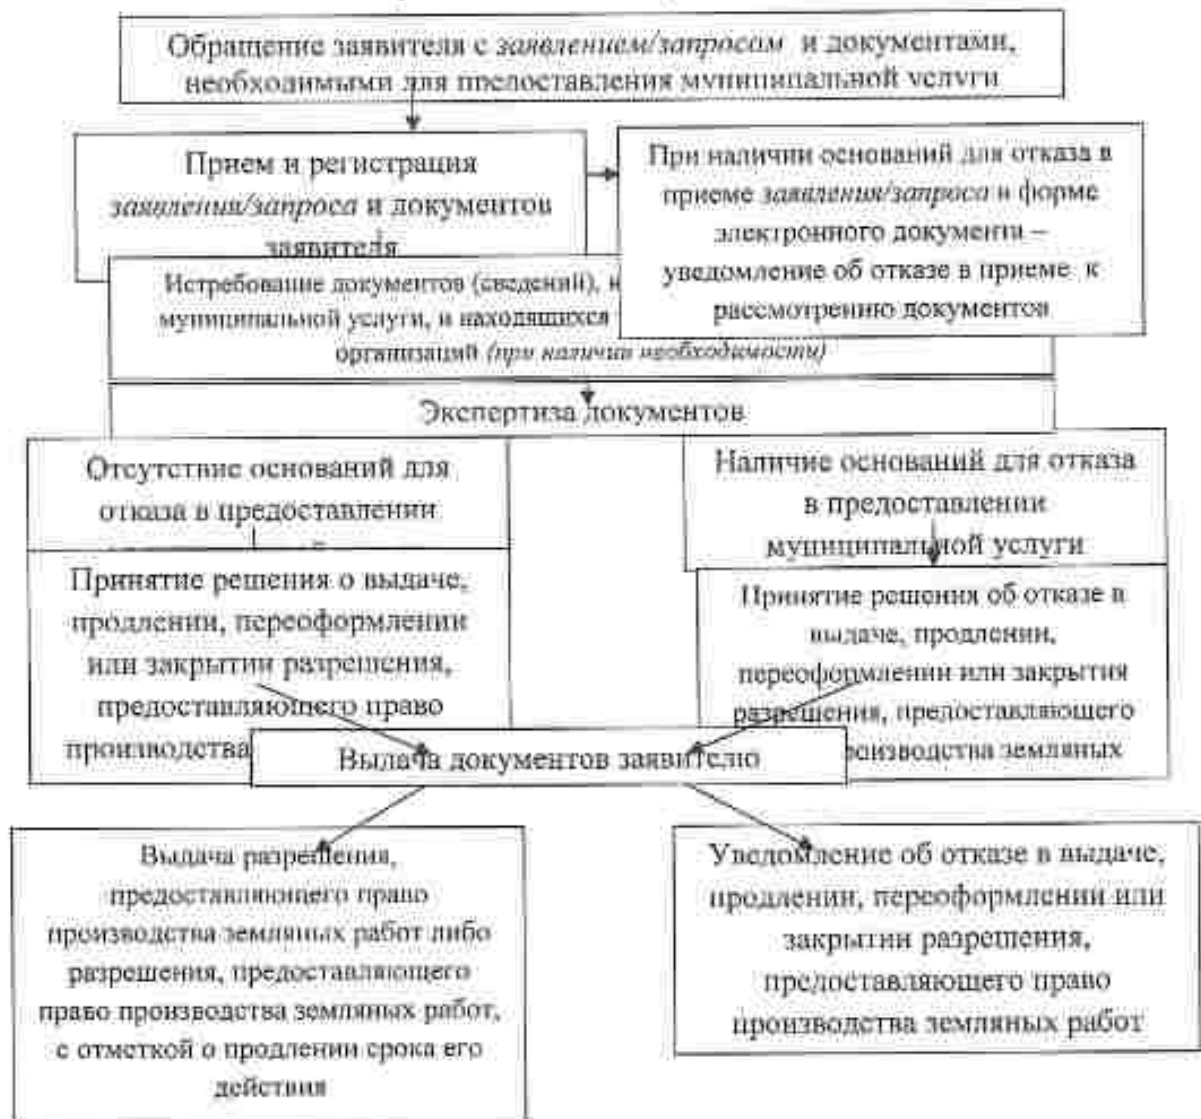 Обращение заявителя с заявлением/запросом и документами,
необходимыми для предоставления муниципальной услуги
Прием и регистрация
заявления/запроса и документов
заявителя
При наличии оснований для отказа в
приеме заявления/запроса в форме
электронного документа –
уведомление об отказе в приеме к
рассмотрению документов
Истребование документов (сведений), н
муниципальной услуги, и находящихся
организаций (при наличии необходимости)
Экспертиза документов
Отсутствие оснований для
отказа в предоставлении
Наличие оснований для отказа
в предоставлении
муниципальной услуги
Принятие решения о выдаче,
продлении, переоформлении
или закрытии разрешения,
предоставляющего право
производства
Принятие решения об отказе в
выдаче, продлении,
переоформлении или закрытия
разрешения, предоставляющего
оизводства земляных
Выдача документов заявителю
Выдача разрешения,
предоставляющего право
производства земляных работ либо
разрешения, предоставляющего
право производства земляных работ,
с отметкой о продлении срока его
действия
Уведомление об отказе в выдаче,
продлении, переоформлении или
закрытии разрешения,
предоставляющего право
производства земляных работ